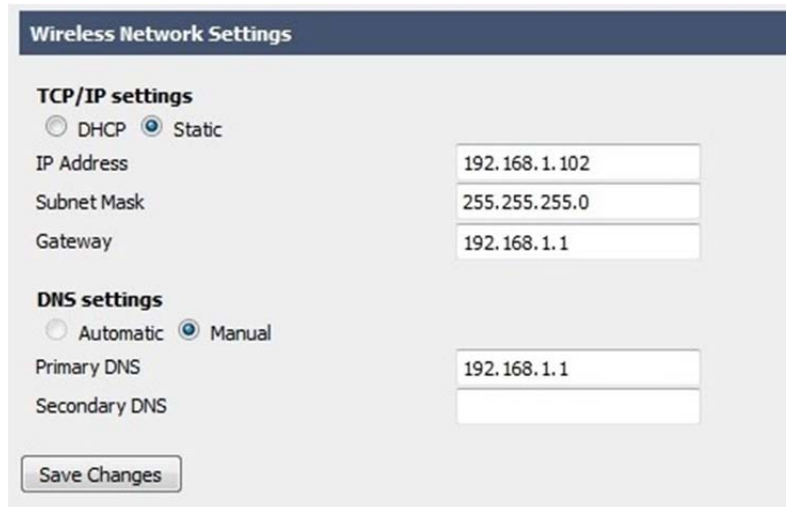 Wireless Network Settings
TCP/IP settings
DHCP Static
IP Address 192.168.1.102
Subnet Mask 255.255.255.0
Gateway 192.168.1.1
DNS settings
Automatic Manual
Primary DNS 192.168.1.1
Secondary DNS
Save Changes